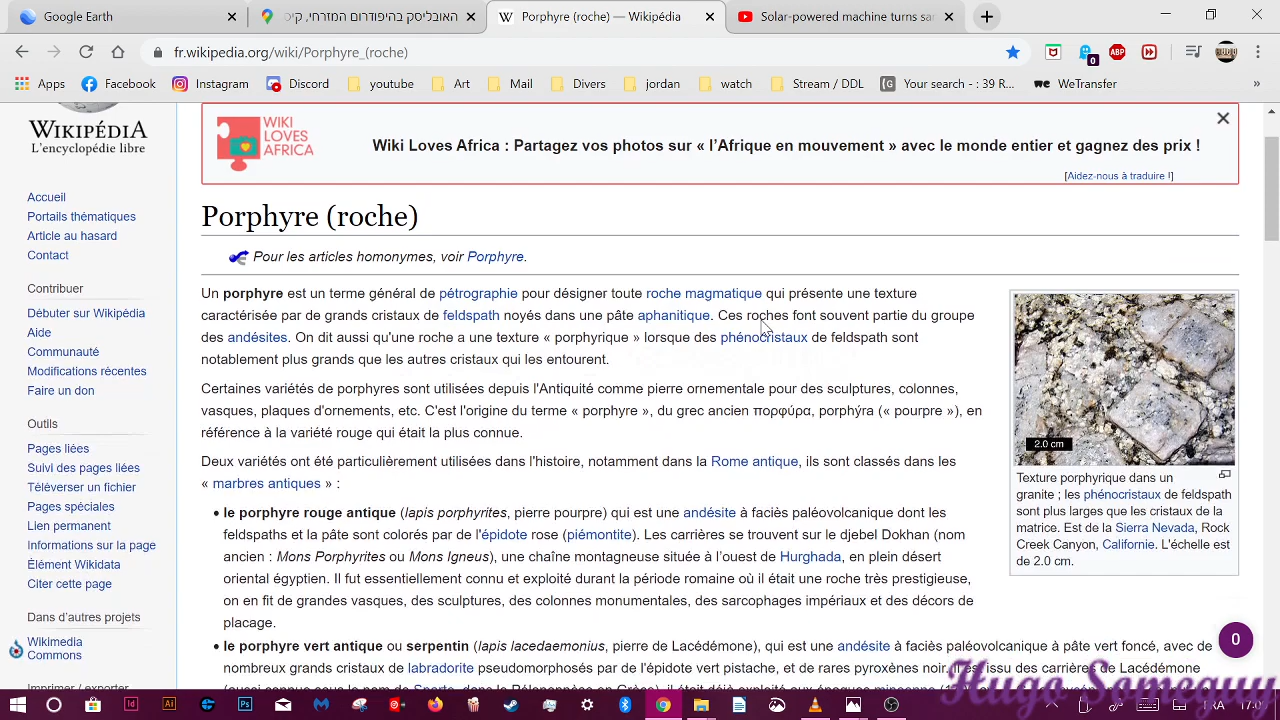 Google Earth
האובליסק בהיפודרום המזרחי, קיס
Porphyre (roche) — Wikipédia
Solar-powered machine turns sa
fr.wikipedia.org/wiki/Porphyre_(roche)
0
ABP
Apps
Facebook
Instagram
Discord
youtube
Art
Mail
Divers
jordan
watch
Stream / DDL
Your search - < 39 R...
WeTransfer
»
WIKIPÉDIA
L'encyclopédie libre
Accueil
Portails thématiques
Article au hasard
Contact
Contribuer
Débuter sur Wikipédia
Aide
Communauté
Modifications récentes
Faire un don
Outils
Pages liées
Suivi des pages liées
Téléverser un fichier
Pages spéciales
Lien permanent
Informations sur la page
Élément Wikidata
Citer cette page
Dans d'autres projets
Wikimedia
Commons
Imprimer / exporter
WIKI
LOVES
AFRICA
Wiki Loves Africa : Partagez vos photos sur « l'Afrique en mouvement » avec le monde entier et gagnez des prix !
[Aidez-nous à traduire !]
Porphyre (roche)
Pour les articles homonymes, voir Porphyre.
Un porphyre est un terme général de pétrographie pour désigner toute roche magmatique qui présente une texture
caractérisée par de grands cristaux de feldspath noyés dans une pâte aphanitique. Ces roches font souvent partie du groupe
des andésites. On dit aussi qu'une roche a une texture « porphyrique » lorsque des phénocristaux de feldspath sont
notablement plus grands que les autres cristaux qui les entourent.
Certaines variétés de porphyres sont utilisées depuis l'Antiquité comme pierre ornementale pour des sculptures, colonnes,
vasques, plaques d'ornements, etc. C'est l'origine du terme « porphyre », du grec ancien πορφύρα, porphýra (« pourpre »), en
référence à la variété rouge qui était la plus connue.
Deux variétés ont été particulièrement utilisées dans l'histoire, notamment dans la Rome antique, ils sont classés dans les
« marbres antiques » :
• le porphyre rouge antique (lapis porphyrites, pierre pourpre) qui est une andésite à faciès paléovolcanique dont les
feldspaths et la pâte sont colorés par de l'épidote rose (piémontite). Les carrières se trouvent sur le djebel Dokhan (nom
ancien : Mons Porphyrites ou Mons Igneus), une chaîne montagneuse située à l'ouest de Hurghada, en plein désert
oriental égyptien. Il fut essentiellement connu et exploité durant la période romaine où il était une roche très prestigieuse,
on en fit de grandes vasques, des sculptures, des colonnes monumentales, des sarcophages impériaux et des décors de
placage.
• le porphyre vert antique ou serpentin (lapis lacedaemonius, pierre de Lacédémone), qui est une andésite à faciès paléovolcanique à pâte vert foncé, avec de
nombreux grands cristaux de labradorite pseudomorphosés par de l'épidote vert pistache, et de rares pyroxènes noir. Il est issu des carrières de Lacédémone
2.0 cm
Texture porphyrique dans un
granite ; les phénocristaux de feldspath
sont plus larges que les cristaux de la
matrice. Est de la Sierra Nevada, Rock
Creek Canyon, Californie. L'échelle est
de 2.0 cm.
0
Hugo Someguy
FRA